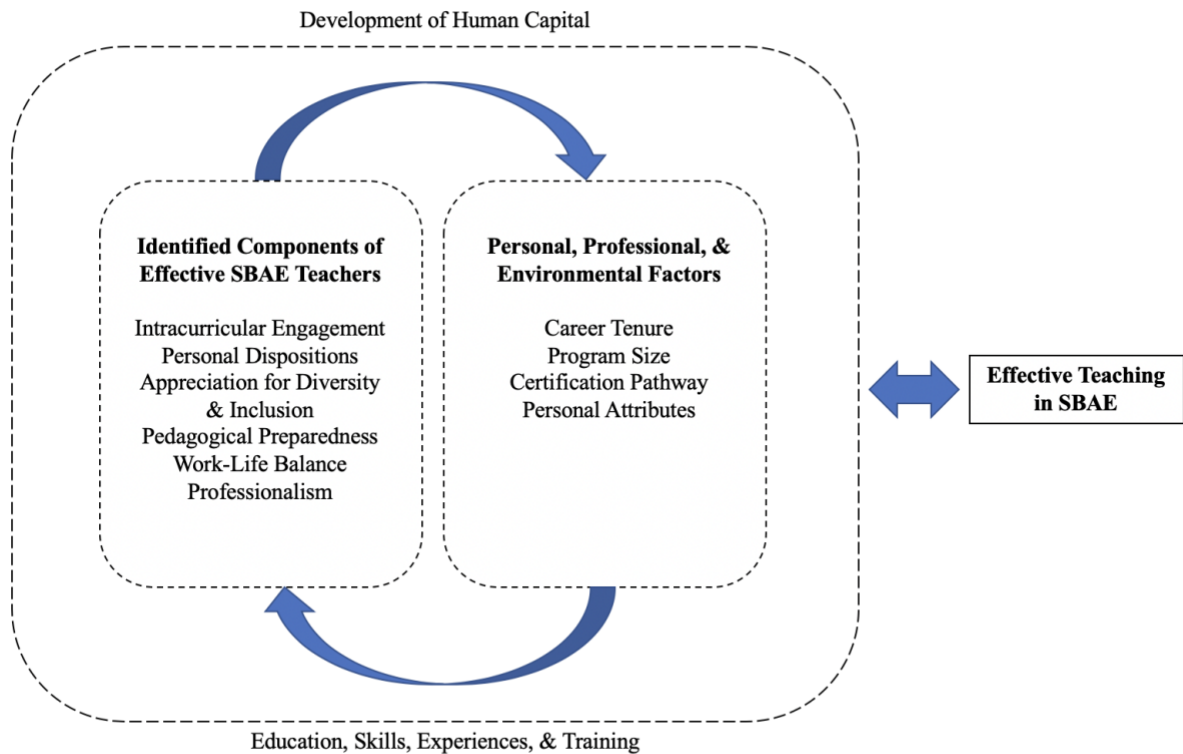 Development of Human Capital
Identified Components of
Effective SBAE Teachers
Intracurricular Engagement
Personal Dispositions
Appreciation for Diversity
& Inclusion
Pedagogical Preparedness
Work-Life Balance
Professionalism
Personal, Professional, &
Environmental Factors
Career Tenure
Program Size
Certification Pathway
Personal Attributes
Effective Teaching
in SBAE
Education, Skills, Experiences, & Training